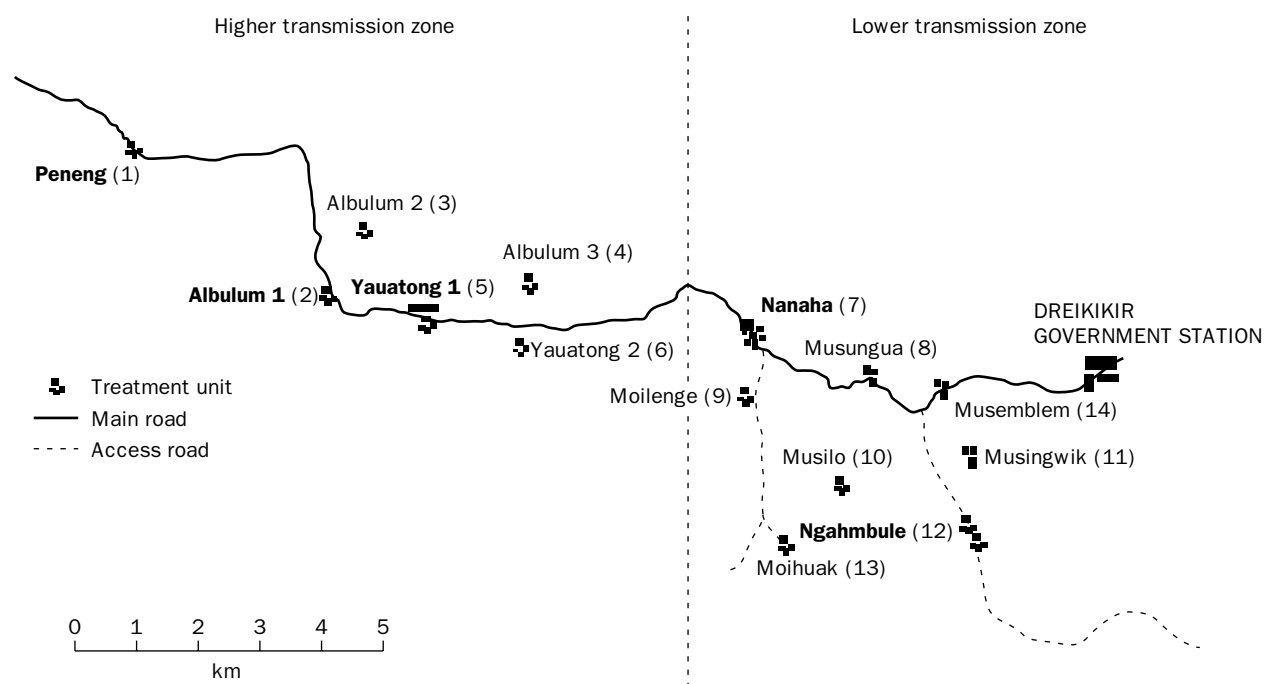 Higher transmission zone
Lower transmission zone
Peneng (1)
Albulum 2 (3)
Albulum 3 (4)
Albulum 1 (2)
Yauatong 1 (5)
Yauatong 2 (6)
Nanaha (7)
DREIKIKIR
GOVERNMENT STATION
Musungua (8)
Moilenge (9)
Musemblem (14)
Treatment unit
Main road
Access road
Musilo (10)
Musingwik (11)
Ngahmbule (12)
Moihuak (13)
0 1 2 3 4 5
km